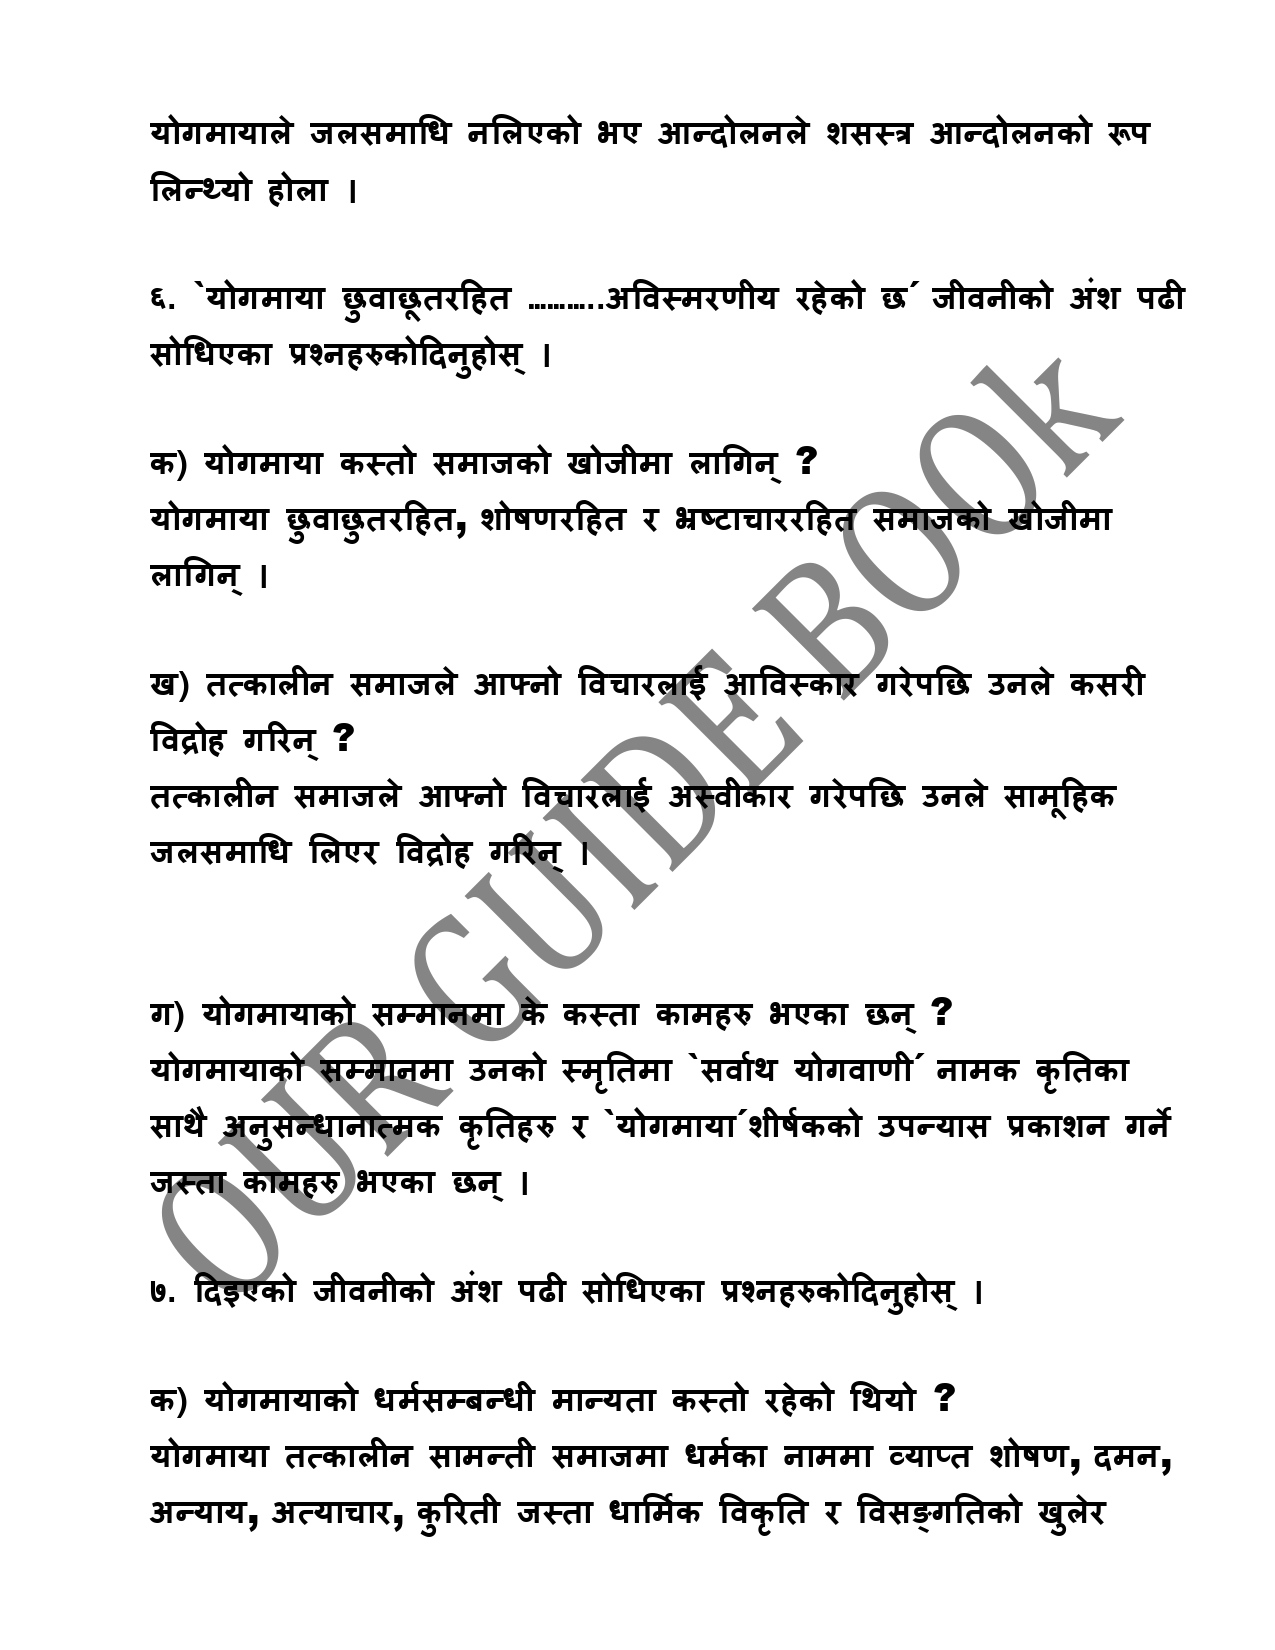 योगमायाले जलसमाधि नलिएको भए आन्दोलनले शसस्त्र आन्दोलनको रूप
लिन्थ्यो होला ।
६. `योगमाया छुवाछूतरहित ………..अविस्मरणीय रहेको छ´ जीवनीको अंश पढी
सोधिएका प्रश्नहरुकोदिनुहोस् ।
क) योगमाया कस्तो समाजको खोजीमा लागिन् ?
योगमाया छुवाछुतरहित, शोषणरहित र भ्रष्टाचाररहित समाजको खोजीमा
लागिन् ।
ख) तत्कालीन समाजले आफ्नो विचारलाई आविस्कार गरेपछि उनले कसरी
विद्रोह गरिन् ?
तत्कालीन समाजले आफ्नो विचारलाई अस्वीकार गरेपछि उनले सामूहिक
जलसमाधि लिएर विद्रोह गरिन् ।
ग) योगमायाको सम्मानमा के कस्ता कामहरु भएका छन् ?
योगमायाको सम्मानमा उनको स्मृतिमा `सर्वाथ योगवाणी´ नामक कृतिका
साथै अनुसन्धानात्मक कृतिहरु र `योगमाया´शीर्षकको उपन्यास प्रकाशन गर्ने
जस्ता कामहरु भएका छन् ।
७. दिइएको जीवनीको अंश पढी सोधिएका प्रश्नहरुकोदिनुहोस् ।
क) योगमायाको धर्मसम्बन्धी मान्यता कस्तो रहेको थियो ?
योगमाया तत्कालीन सामन्ती समाजमा धर्मका नाममा व्याप्त शोषण, दमन,
अन्याय, अत्याचार, कुरिती जस्ता धार्मिक विकृति र विसङ्गतिको खुलेर
OUR GUIDE BOOk